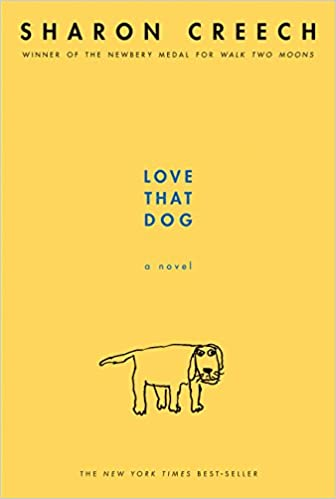 SHARON CREECH
WINNER OF THE NEWBERY MEDAL FOR WALK TWO MOONS
LOVE
THAT
DOG
a novel
THE NEW YORK TIMES BEST-SELLER